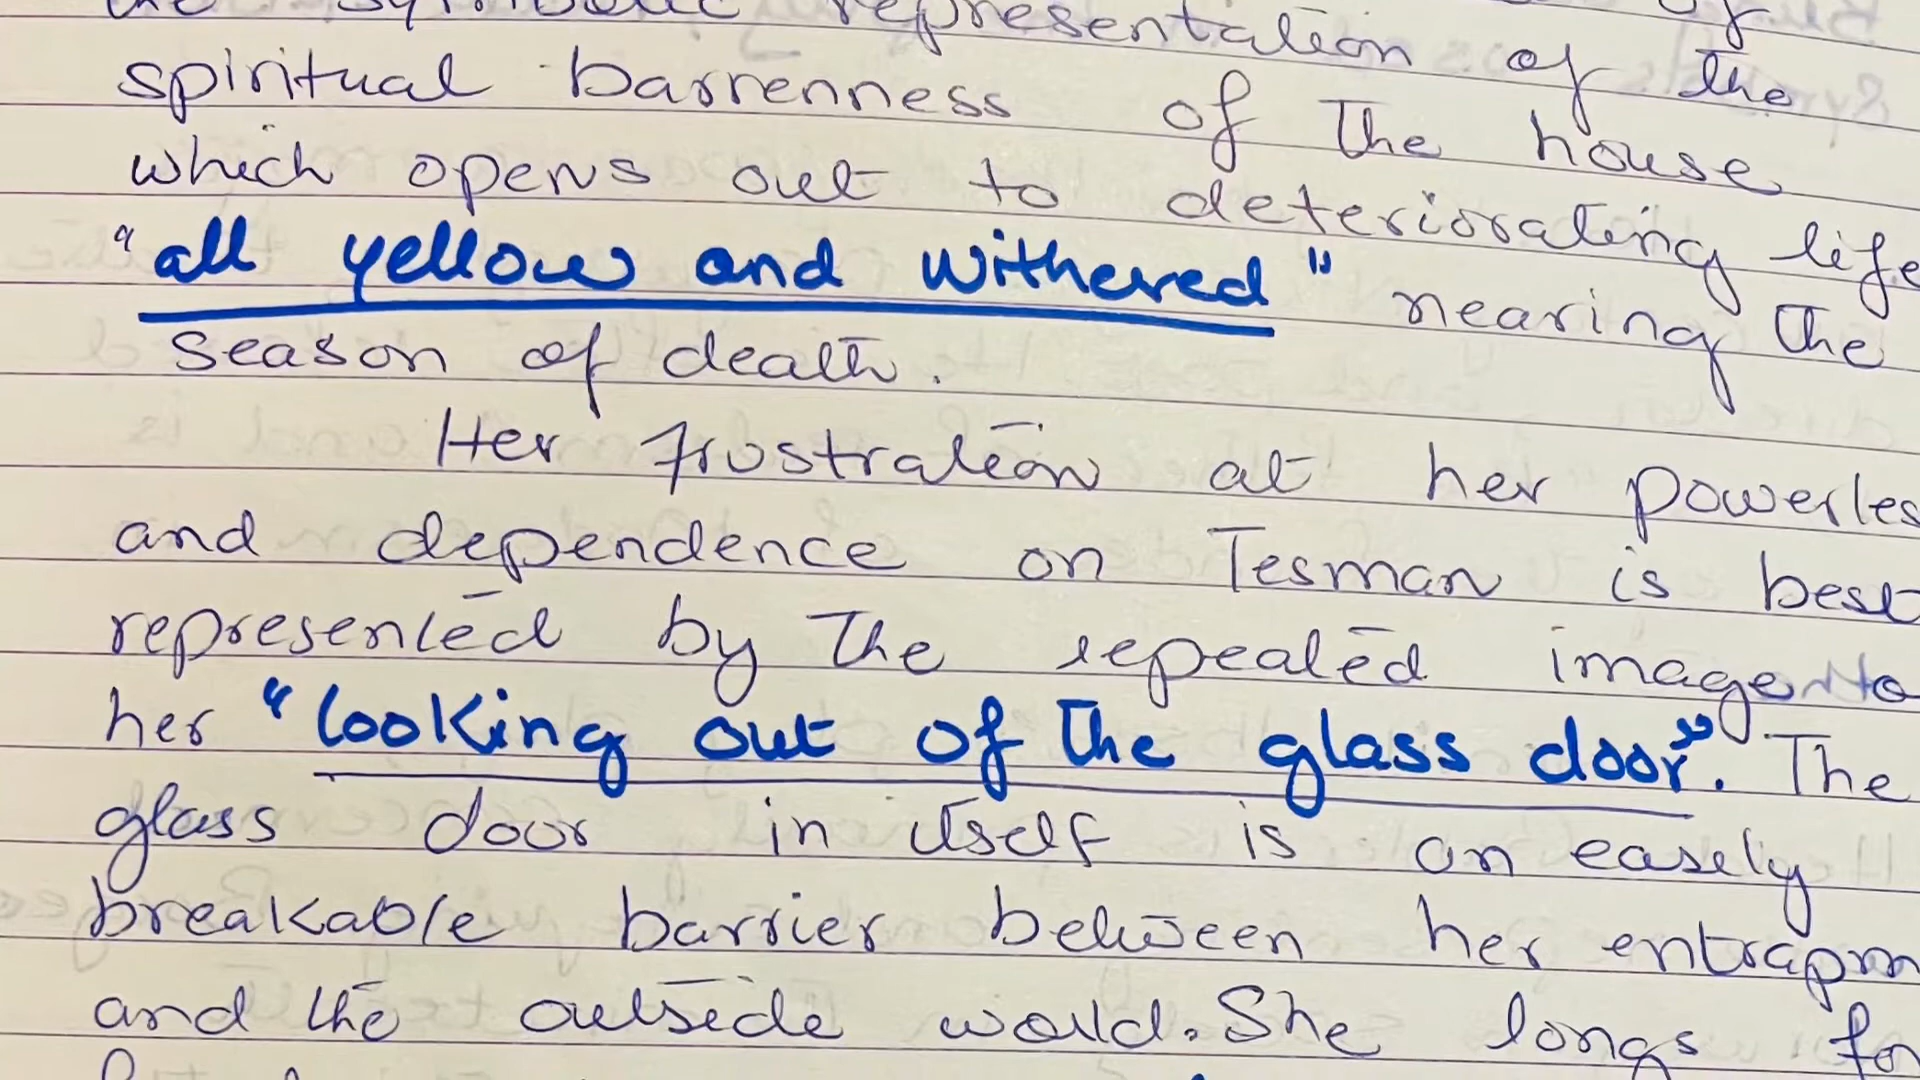 the symbolic representation of the
spiritual barrenness of the house
which opens out to deteriorating life
"all yellow and withered" nearing the
season of death.
Her frustration at her powerles
and dependence on Tesman is best
represented by the repeated image
her "looking out of the glass door". The
glass door in itself is an easily
breakable barrier between her entrapm
and the outside world. She longs for